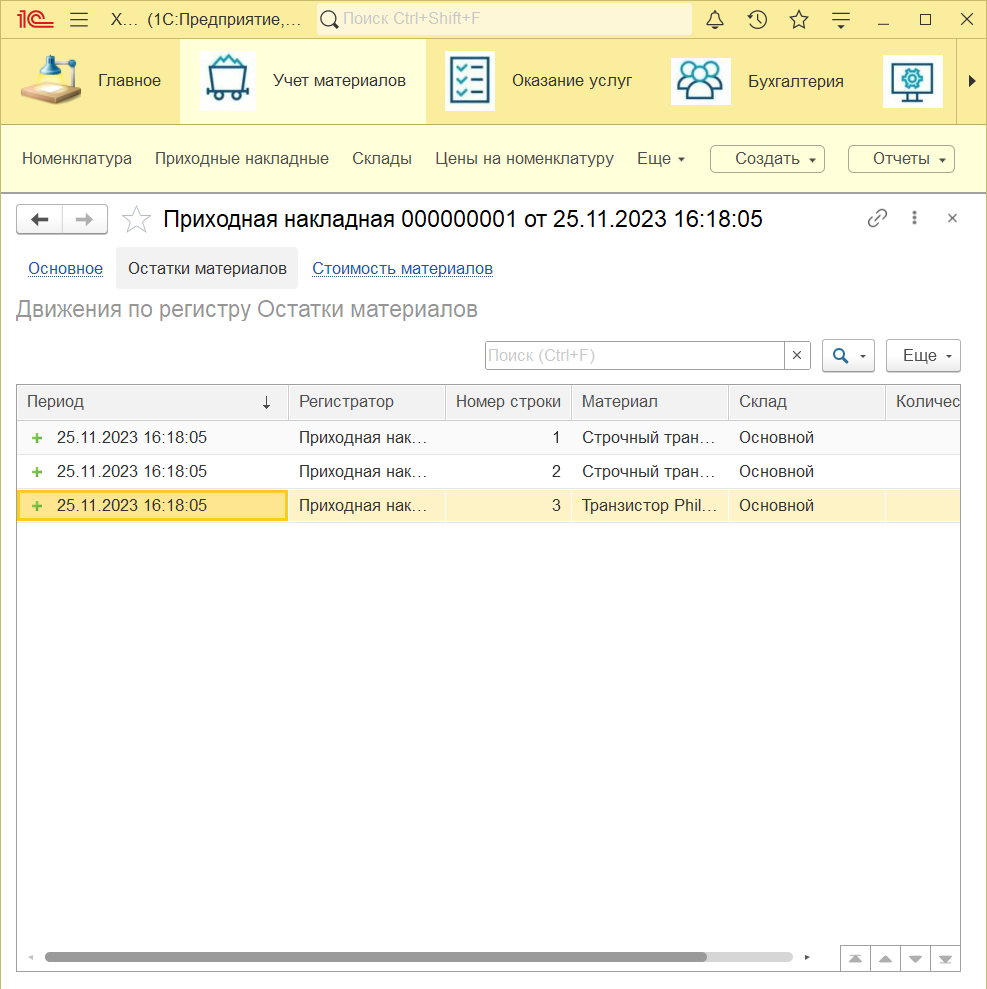 1С Х... (1С:Предприятие,... Поиск Ctrl+Shift+F
Главное Учет материалов Оказание услуг Бухгалтерия
Номенклатура Приходные накладные Склады Цены на номенклатуру Еще Создать Отчеты
Приходная накладная 000000001 от 25.11.2023 16:18:05
Основное Остатки материалов Стоимость материалов
Движения по регистру Остатки материалов
Поиск (Ctrl+F) Еще
Период Регистратор Номер строки Материал Склад Количес
25.11.2023 16:18:05 Приходная нак... 1 Строчный тран... Основной
25.11.2023 16:18:05 Приходная нак... 2 Строчный тран... Основной
25.11.2023 16:18:05 Приходная нак... 3 Транзистор Phil... Основной